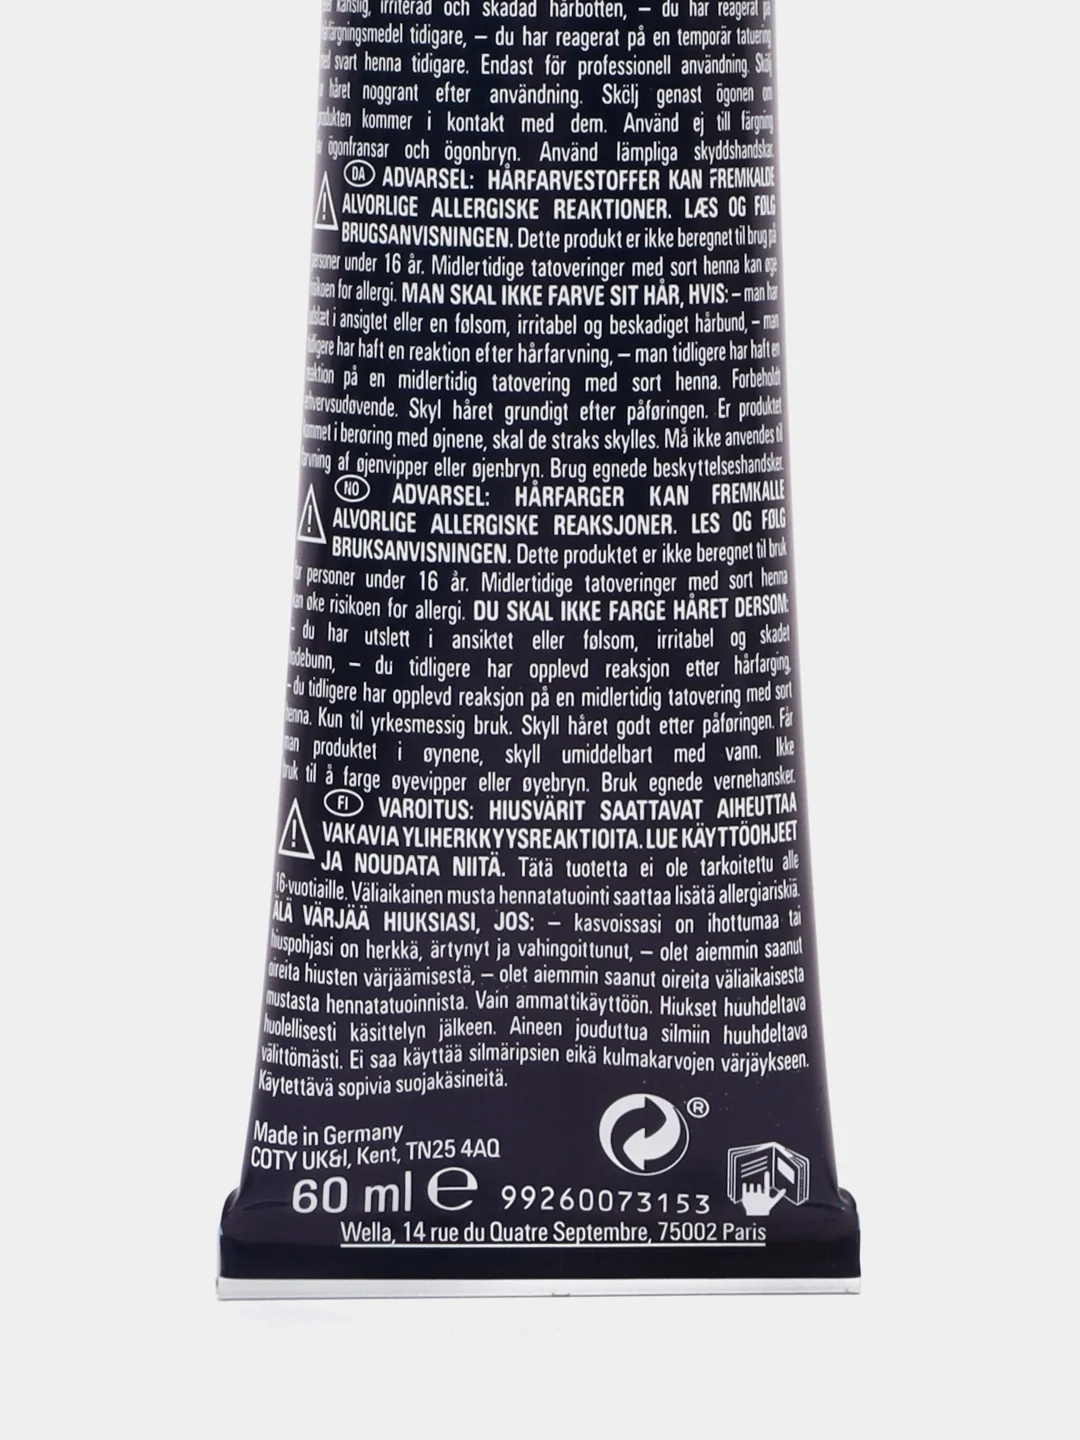 känslig, irriterad och skadad hårbotten, – du har reagerat på
hårfärgningsmedel tidigare, – du har reagerat på en temporär tatuering
med svart henna tidigare. Endast för professionell användning. Skölj
ur håret noggrant efter användning. Skölj genast ögonen om
produkten kommer i kontakt med dem. Använd ej till färgning
av ögonfransar och ögonbryn. Använd lämpliga skyddshandskar.
DA ADVARSEL: HÅRFARVESTOFFER KAN FREMKALDE
ALVORLIGE ALLERGISKE REAKTIONER. LÆS OG FØLG
BRUGSANVISNINGEN. Dette produkt er ikke beregnet til brug på
personer under 16 år. Midlertidige tatoveringer med sort henna kan øge
risikoen for allergi. MAN SKAL IKKE FARVE SIT HÅR, HVIS: – man har
udslæt i ansigtet eller en følsom, irritabel og beskadiget hårbund, – man
tidligere har haft en reaktion efter hårfarvning, – man tidligere har haft en
reaktion på en midlertidig tatovering med sort henna. Forbeholdt
erhvervsudøvende. Skyl håret grundigt efter påføringen. Er produktet
kommet i berøring med øjnene, skal de straks skylles. Må ikke anvendes til
farvning af øjenvipper eller øjenbryn. Brug egnede beskyttelseshandsker.
NO ADVARSEL: HÅRFARGER KAN FREMKALLE
ALVORLIGE ALLERGISKE REAKSJONER. LES OG FØLG
BRUKSANVISNINGEN. Dette produktet er ikke beregnet til bruk
for personer under 16 år. Midlertidige tatoveringer med sort henna
kan øke risikoen for allergi. DU SKAL IKKE FARGE HÅRET DERSOM:
– du har utslett i ansiktet eller følsom, irritabel og skadet
hodebunn, – du tidligere har opplevd reaksjon etter hårfarging,
– du tidligere har opplevd reaksjon på en midlertidig tatovering med sort
henna. Kun til yrkesmessig bruk. Skyll håret godt etter påføringen. Får
man produktet i øynene, skyll umiddelbart med vann. Ikke
bruk til å farge øyevipper eller øyebryn. Bruk egnede vernehansker.
FI VAROITUS: HIUSVÄRIT SAATTAVAT AIHEUTTAA
VAKAVIA YLIHERKKYYSREAKTIOITA. LUE KÄYTTÖOHJEET
JA NOUDATA NIITÄ. Tätä tuotetta ei ole tarkoitettu alle
16-vuotiaille. Väliaikainen musta hennatatuointi saattaa lisätä allergiariskiä.
ÄLÄ VÄRJÄÄ HIUKSIASI, JOS: – kasvoissasi on ihottumaa tai
hiuspohjasi on herkkä, ärtynyt ja vahingoittunut, – olet aiemmin saanut
oireita hiusten värjäämisestä, – olet aiemmin saanut oireita väliaikaisesta
mustasta hennatatuoinnista. Vain ammattikäyttöön. Hiukset huuhdeltava
huolellisesti käsittelyn jälkeen. Aineen jouduttua silmiin huuhdeltava
välittömästi. Ei saa käyttää silmäripsien eikä kulmakarvojen värjäykseen.
Käytettävä sopivia suojakäsineitä.
Made in Germany
COTY UK&I, Kent, TN25 4AQ
60 ml e 99260073153
Wella, 14 rue du Quatre Septembre, 75002 Paris